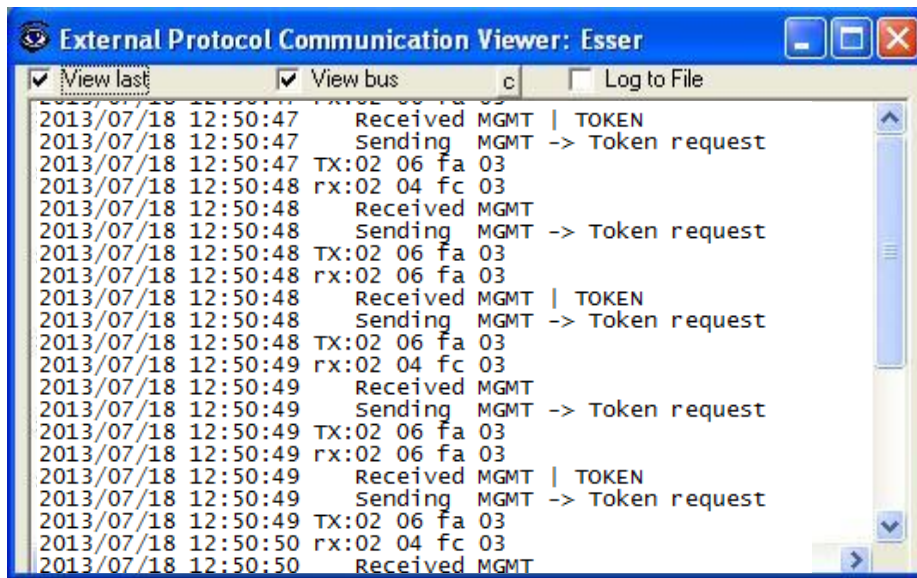 External Protocol Communication Viewer: Esser
View last View bus c Log to File
2013/07/18 12:50:47 rx:02 06 fa 03
2013/07/18 12:50:47 Received MGMT | TOKEN
2013/07/18 12:50:47 Sending MGMT -> Token request
2013/07/18 12:50:47 TX:02 06 fa 03
2013/07/18 12:50:48 rx:02 04 fc 03
2013/07/18 12:50:48 Received MGMT
2013/07/18 12:50:48 Sending MGMT -> Token request
2013/07/18 12:50:48 TX:02 06 fa 03
2013/07/18 12:50:48 rx:02 06 fa 03
2013/07/18 12:50:48 Received MGMT | TOKEN
2013/07/18 12:50:48 Sending MGMT -> Token request
2013/07/18 12:50:48 TX:02 06 fa 03
2013/07/18 12:50:49 rx:02 04 fc 03
2013/07/18 12:50:49 Received MGMT
2013/07/18 12:50:49 Sending MGMT -> Token request
2013/07/18 12:50:49 TX:02 06 fa 03
2013/07/18 12:50:49 rx:02 06 fa 03
2013/07/18 12:50:49 Received MGMT | TOKEN
2013/07/18 12:50:49 Sending MGMT -> Token request
2013/07/18 12:50:49 TX:02 06 fa 03
2013/07/18 12:50:50 rx:02 04 fc 03
2013/07/18 12:50:50 Received MGMT